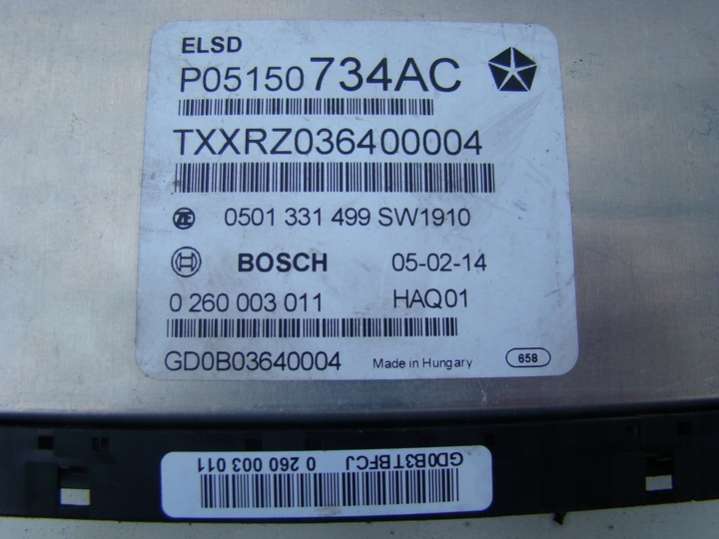 ELSD
P05150734AC
TXXRZ036400004
ZF 0501 331 499 SW1910
BOSCH 05-02-14
0 260 003 011 HAQ01
GD0B03640004 Made in Hungary 658
GD0B3TBFCJ
0 260 003 011